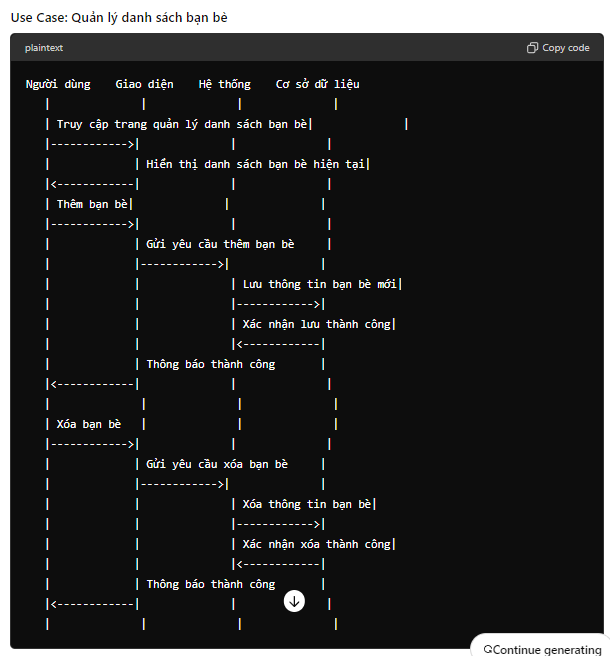 Use Case: Quản lý danh sách bạn bè
plaintext
Copy code
Người dùng    Giao diện    Hệ thống    Cơ sở dữ liệu
   |              |              |              |
   | Truy cập trang quản lý danh sách bạn bè|              |
   |------------>|              |              |
   |             | Hiển thị danh sách bạn bè hiện tại|
   |<------------|              |              |
   | Thêm bạn bè|              |              |
   |------------>|              |              |
   |             | Gửi yêu cầu thêm bạn bè     |
   |             |------------>|              |
   |             |              | Lưu thông tin bạn bè mới|
   |             |              |------------>|
   |             |              | Xác nhận lưu thành công|
   |             |              |<------------|
   |             | Thông báo thành công       |
   |<------------|              |              |
   |              |              |              |
   | Xóa bạn bè   |              |              |
   |------------>|              |              |
   |             | Gửi yêu cầu xóa bạn bè     |
   |             |------------>|              |
   |             |              | Xóa thông tin bạn bè|
   |             |              |------------>|
   |             |              | Xác nhận xóa thành công|
   |             |              |<------------|
   |             | Thông báo thành công       |
   |<------------|              |              |
   |              |              |              |
Continue generating